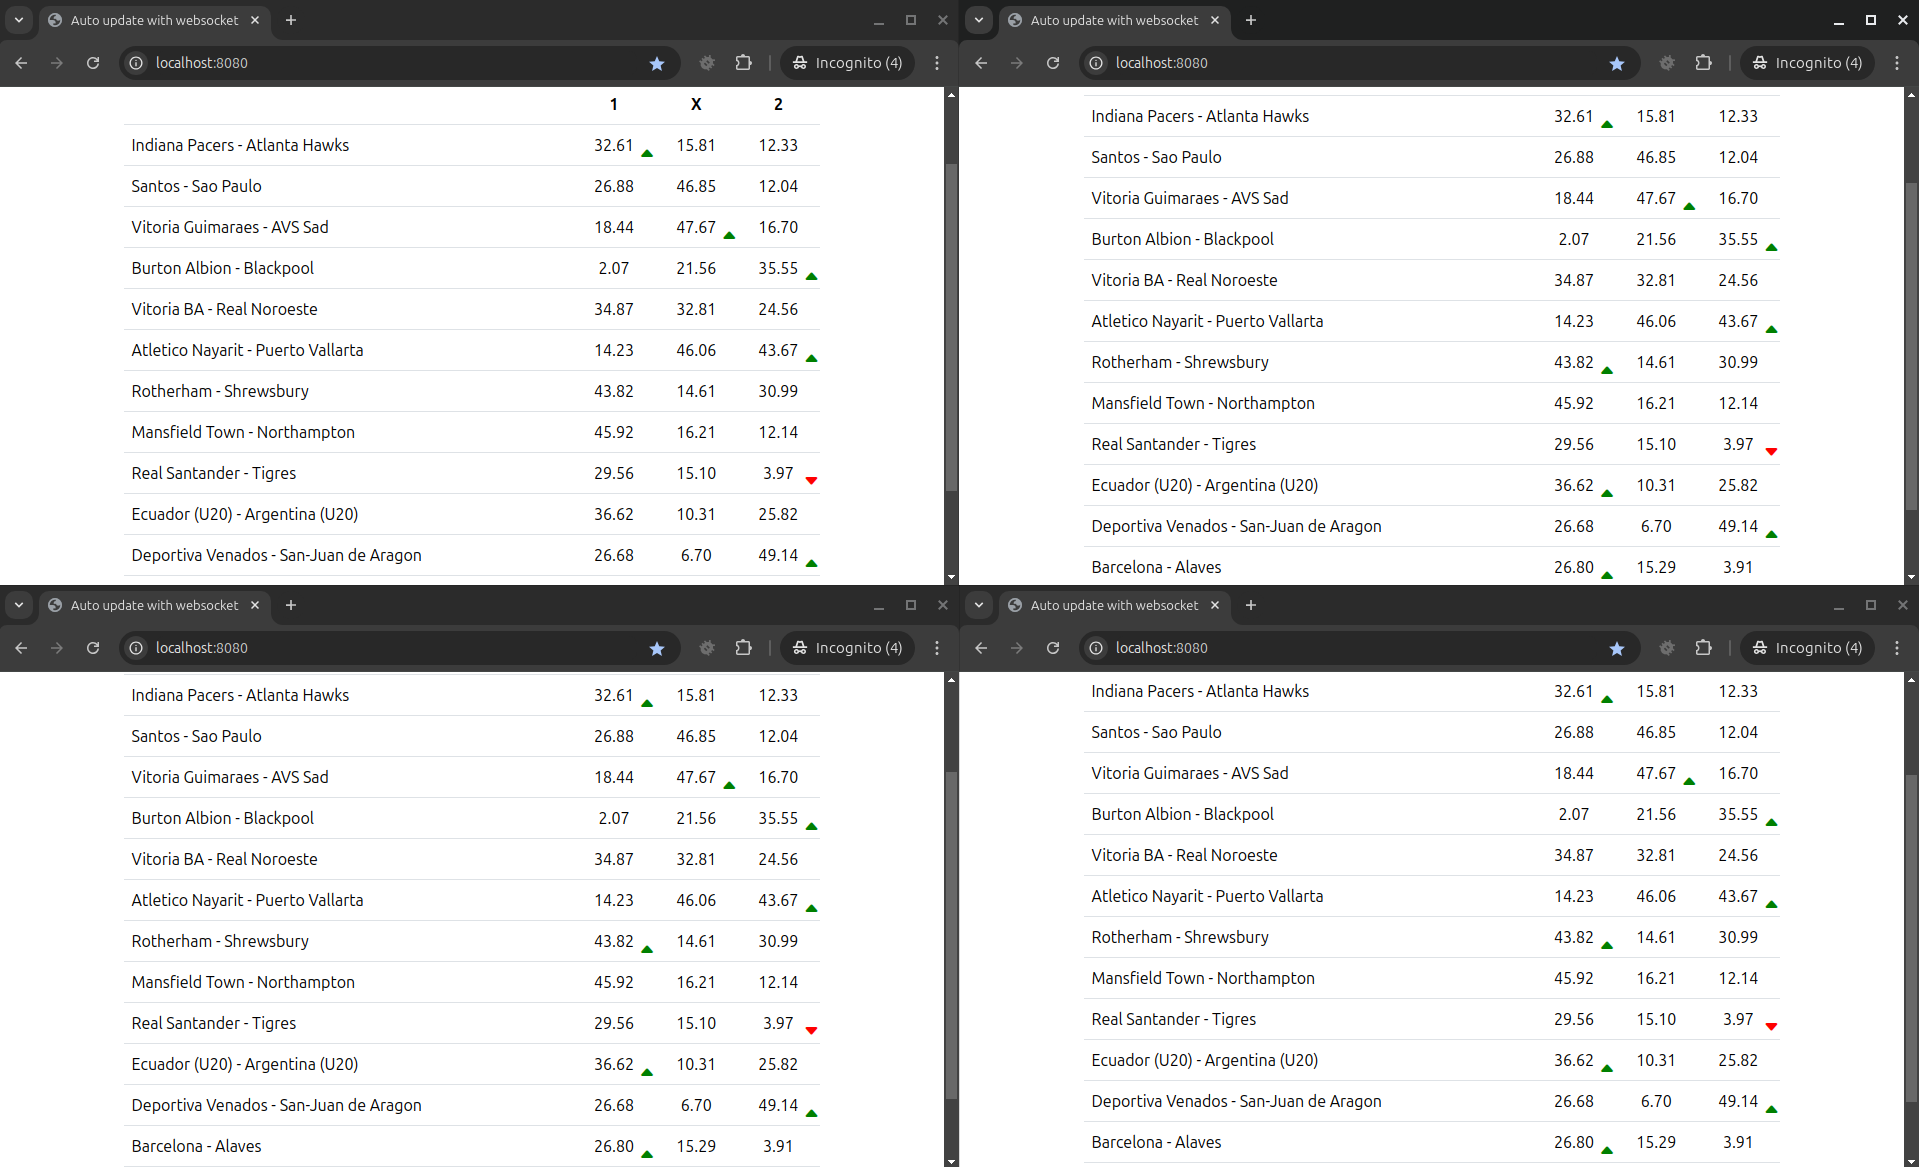 Auto update with websocket
localhost:8080
Incognito (4)
1 X 2
Indiana Pacers - Atlanta Hawks 32.61 15.81 12.33
Santos - Sao Paulo 26.88 46.85 12.04
Vitoria Guimaraes - AVS Sad 18.44 47.67 16.70
Burton Albion - Blackpool 2.07 21.56 35.55
Vitoria BA - Real Noroeste 34.87 32.81 24.56
Atletico Nayarit - Puerto Vallarta 14.23 46.06 43.67
Rotherham - Shrewsbury 43.82 14.61 30.99
Mansfield Town - Northampton 45.92 16.21 12.14
Real Santander - Tigres 29.56 15.10 3.97
Ecuador (U20) - Argentina (U20) 36.62 10.31 25.82
Deportiva Venados - San-Juan de Aragon 26.68 6.70 49.14
Auto update with websocket
localhost:8080
Incognito (4)
Indiana Pacers - Atlanta Hawks 32.61 15.81 12.33
Santos - Sao Paulo 26.88 46.85 12.04
Vitoria Guimaraes - AVS Sad 18.44 47.67 16.70
Burton Albion - Blackpool 2.07 21.56 35.55
Vitoria BA - Real Noroeste 34.87 32.81 24.56
Atletico Nayarit - Puerto Vallarta 14.23 46.06 43.67
Rotherham - Shrewsbury 43.82 14.61 30.99
Mansfield Town - Northampton 45.92 16.21 12.14
Real Santander - Tigres 29.56 15.10 3.97
Ecuador (U20) - Argentina (U20) 36.62 10.31 25.82
Deportiva Venados - San-Juan de Aragon 26.68 6.70 49.14
Barcelona - Alaves 26.80 15.29 3.91
Auto update with websocket
localhost:8080
Incognito (4)
Indiana Pacers - Atlanta Hawks 32.61 15.81 12.33
Santos - Sao Paulo 26.88 46.85 12.04
Vitoria Guimaraes - AVS Sad 18.44 47.67 16.70
Burton Albion - Blackpool 2.07 21.56 35.55
Vitoria BA - Real Noroeste 34.87 32.81 24.56
Atletico Nayarit - Puerto Vallarta 14.23 46.06 43.67
Rotherham - Shrewsbury 43.82 14.61 30.99
Mansfield Town - Northampton 45.92 16.21 12.14
Real Santander - Tigres 29.56 15.10 3.97
Ecuador (U20) - Argentina (U20) 36.62 10.31 25.82
Deportiva Venados - San-Juan de Aragon 26.68 6.70 49.14
Barcelona - Alaves 26.80 15.29 3.91
Auto update with websocket
localhost:8080
Incognito (4)
Indiana Pacers - Atlanta Hawks 32.61 15.81 12.33
Santos - Sao Paulo 26.88 46.85 12.04
Vitoria Guimaraes - AVS Sad 18.44 47.67 16.70
Burton Albion - Blackpool 2.07 21.56 35.55
Vitoria BA - Real Noroeste 34.87 32.81 24.56
Atletico Nayarit - Puerto Vallarta 14.23 46.06 43.67
Rotherham - Shrewsbury 43.82 14.61 30.99
Mansfield Town - Northampton 45.92 16.21 12.14
Real Santander - Tigres 29.56 15.10 3.97
Ecuador (U20) - Argentina (U20) 36.62 10.31 25.82
Deportiva Venados - San-Juan de Aragon 26.68 6.70 49.14
Barcelona - Alaves 26.80 15.29 3.91